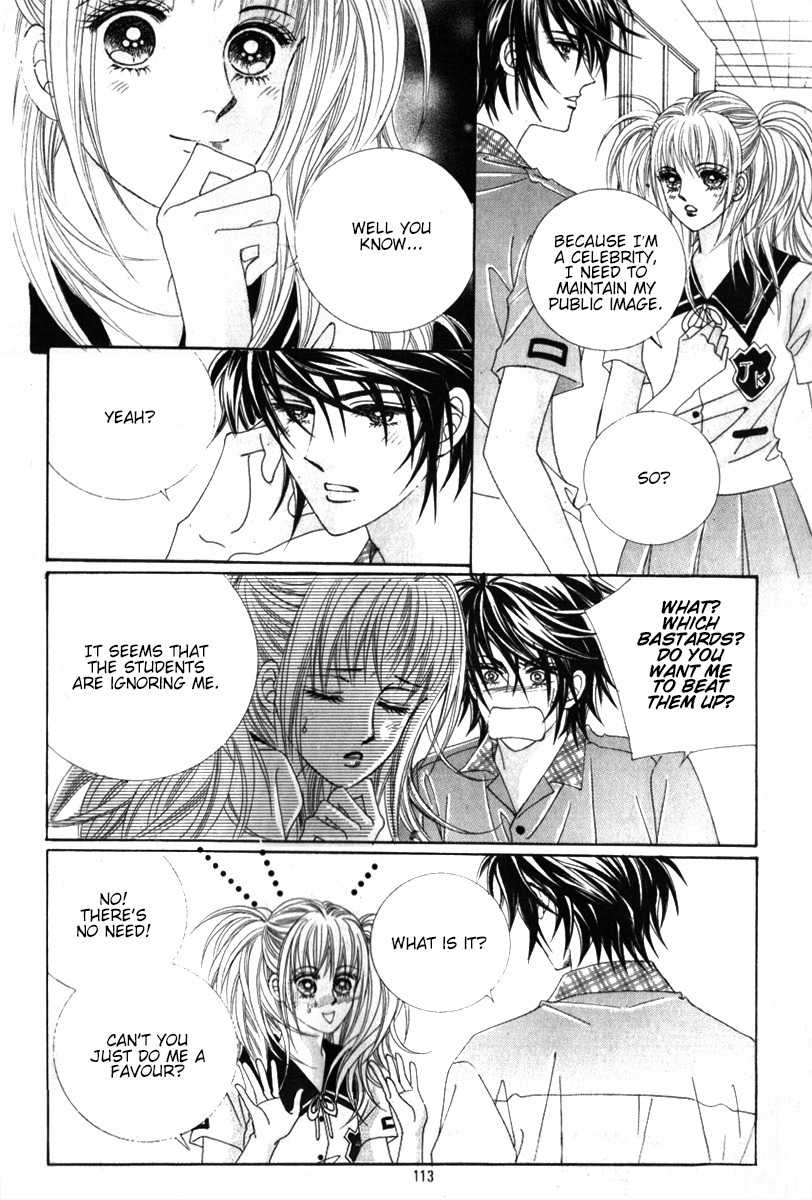 WELL YOU
KNOW...
BECAUSE I'M
A CELEBRITY,
I NEED TO
MAINTAIN MY
PUBLIC IMAGE.
JK
SO?
YEAH?
IT SEEMS THAT
THE STUDENTS
ARE IGNORING ME.
WHAT?
WHICH
BASTARDS?
DO YOU
WANT ME
TO BEAT
THEM UP?
NO!
THERE'S
NO NEED!
WHAT IS IT?
CAN'T YOU
JUST DO ME A
FAVOUR?
113